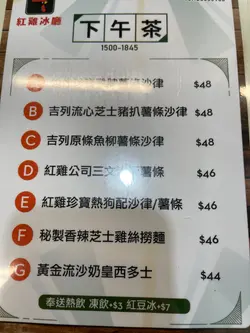 紅雞冰廳
下午茶
1500-1845
薯條沙律 $48
B 吉列流心芝士豬扒薯條沙律 $48
C 吉列原條魚柳薯條沙律 $48
D 紅雞公司三文治 薯條 $46
E 紅雞珍寶熱狗配沙律/薯條 $46
F 秘製香辣芝士雞絲撈麵 $46
G 黃金流沙奶皇西多士 $44
奉送熱飲 凍飲+$3 紅豆冰+$7